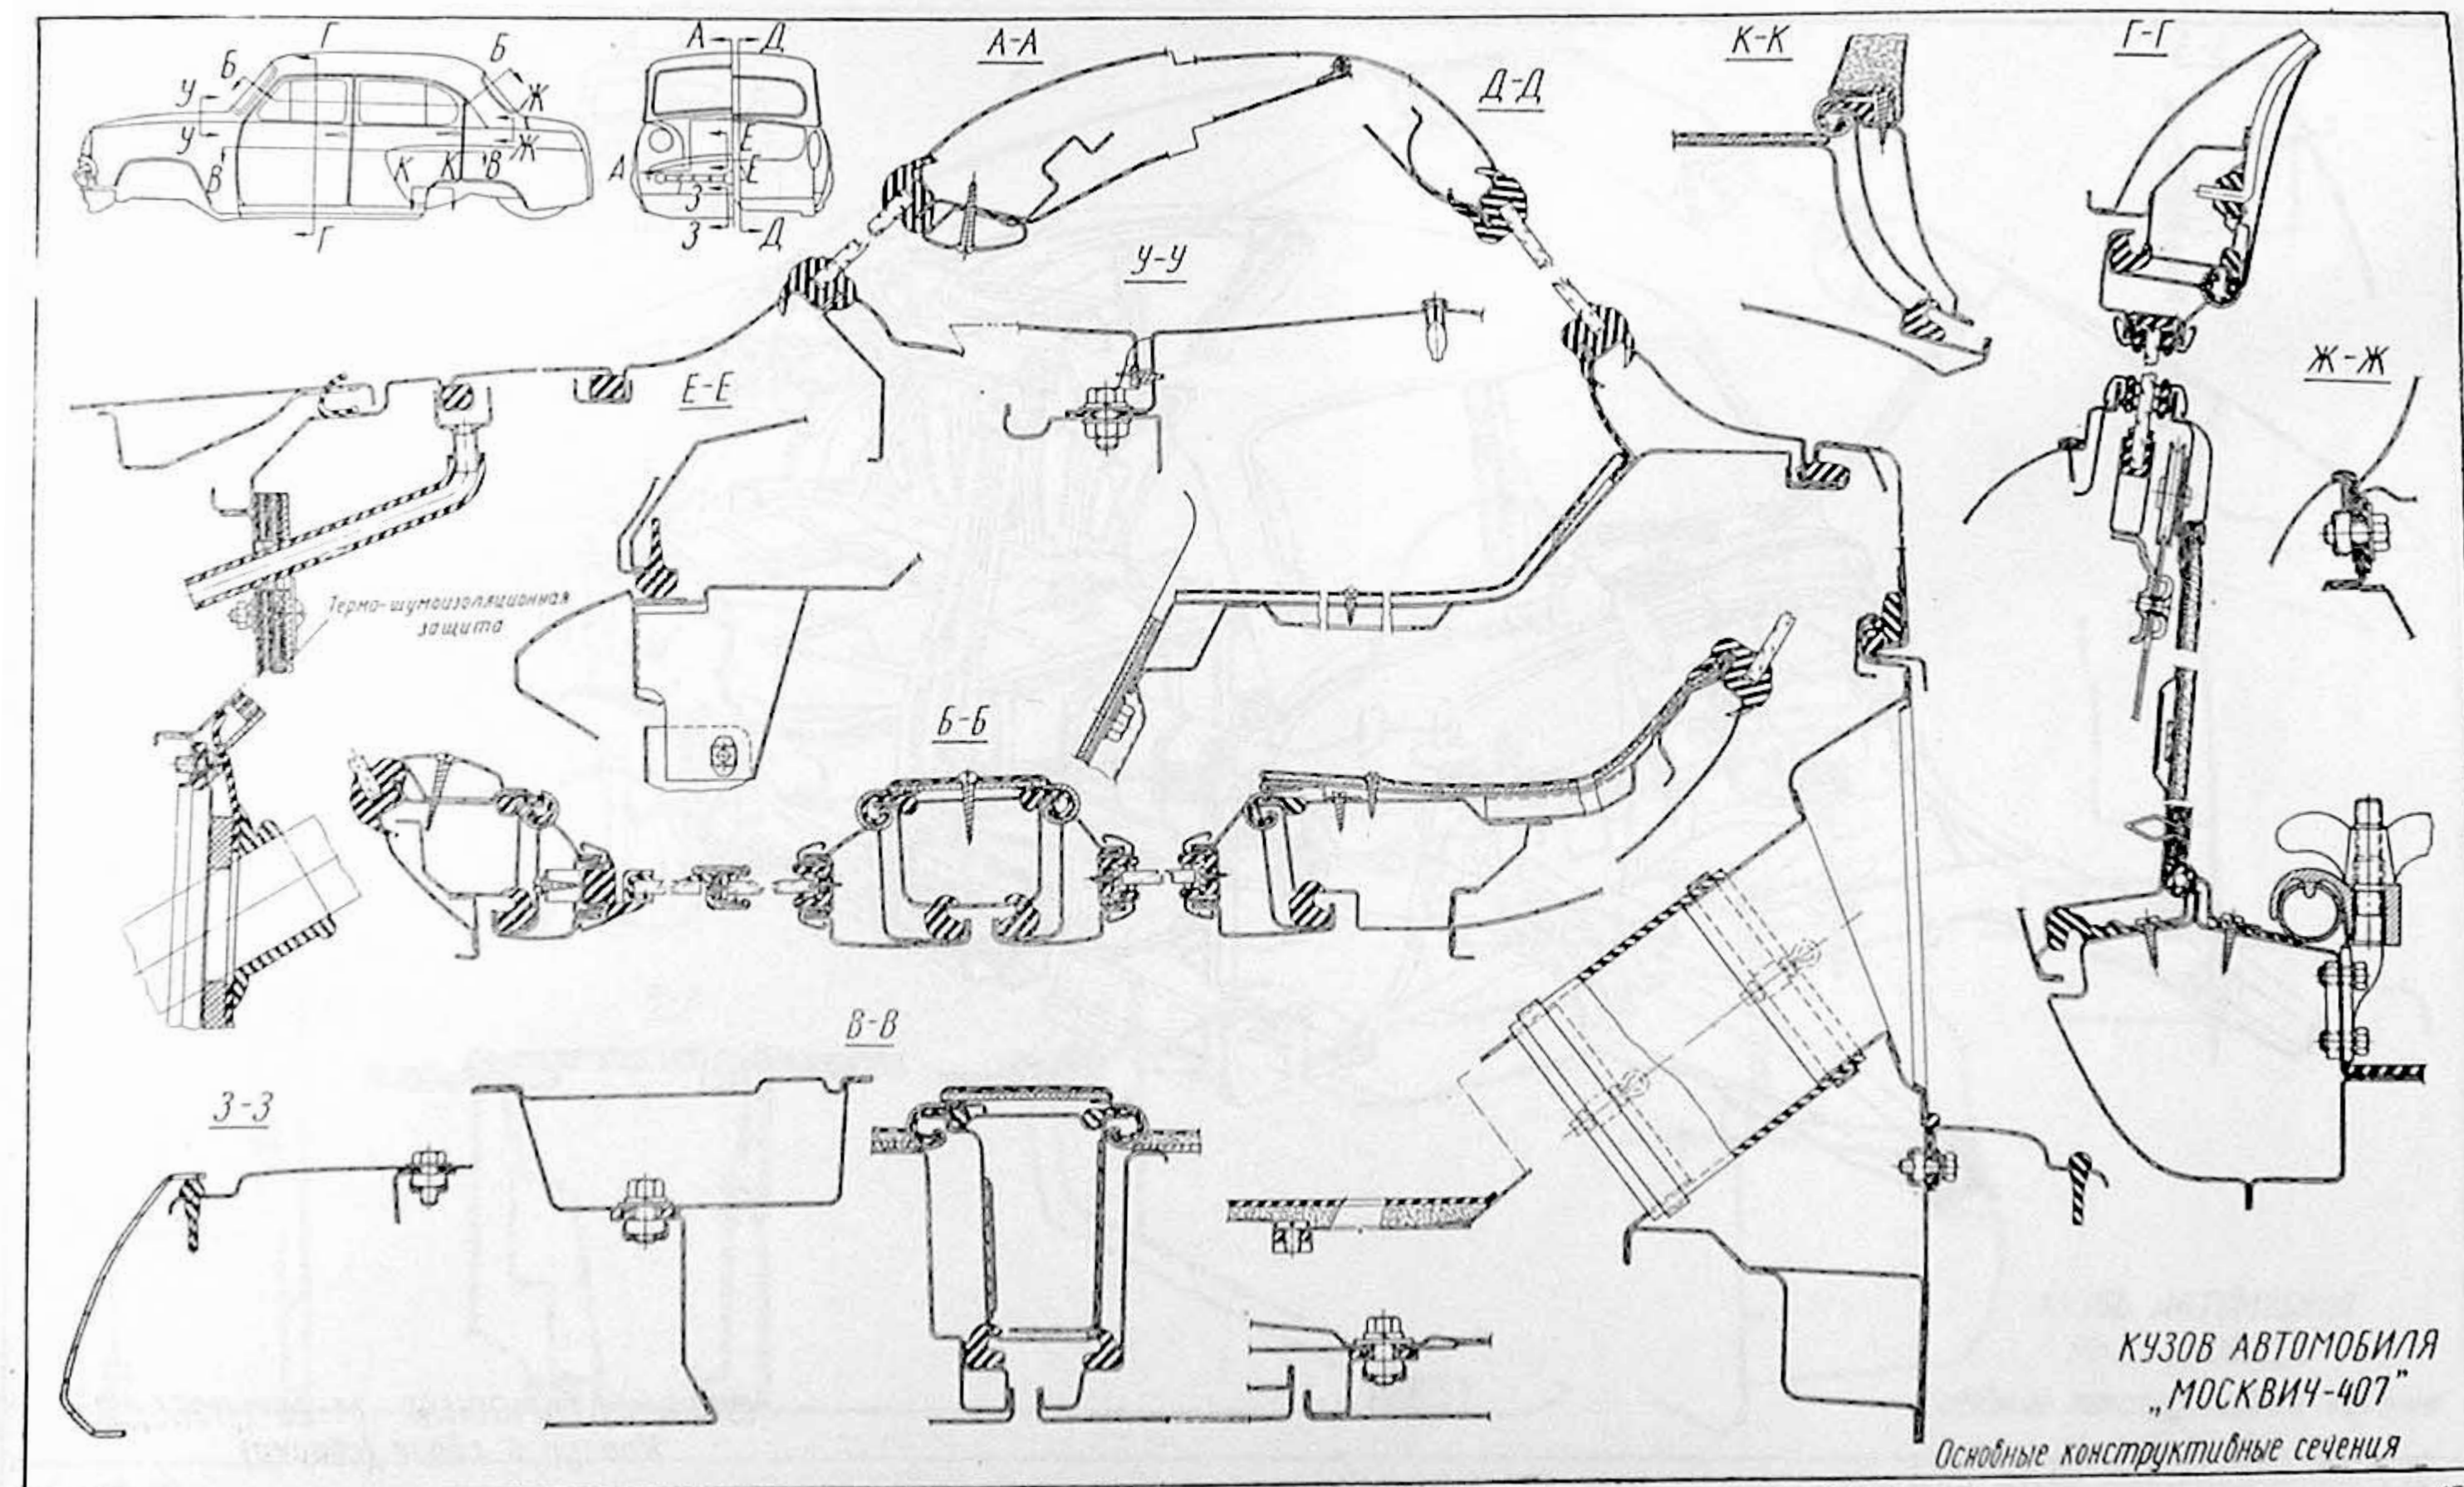 Г
Б
Б
У
У
Ж
Ж
К
К
В
В
Г
А
Д
Е
Е
А
З
З
Д
А-А
Д-Д
К-К
Г-Г
У-У
Ж-Ж
Е-Е
Термо-шумоизоляционная
защита
Б-Б
В-В
З-З
КУЗОВ АВТОМОБИЛЯ
„МОСКВИЧ-407”
Основные конструктивные сечения